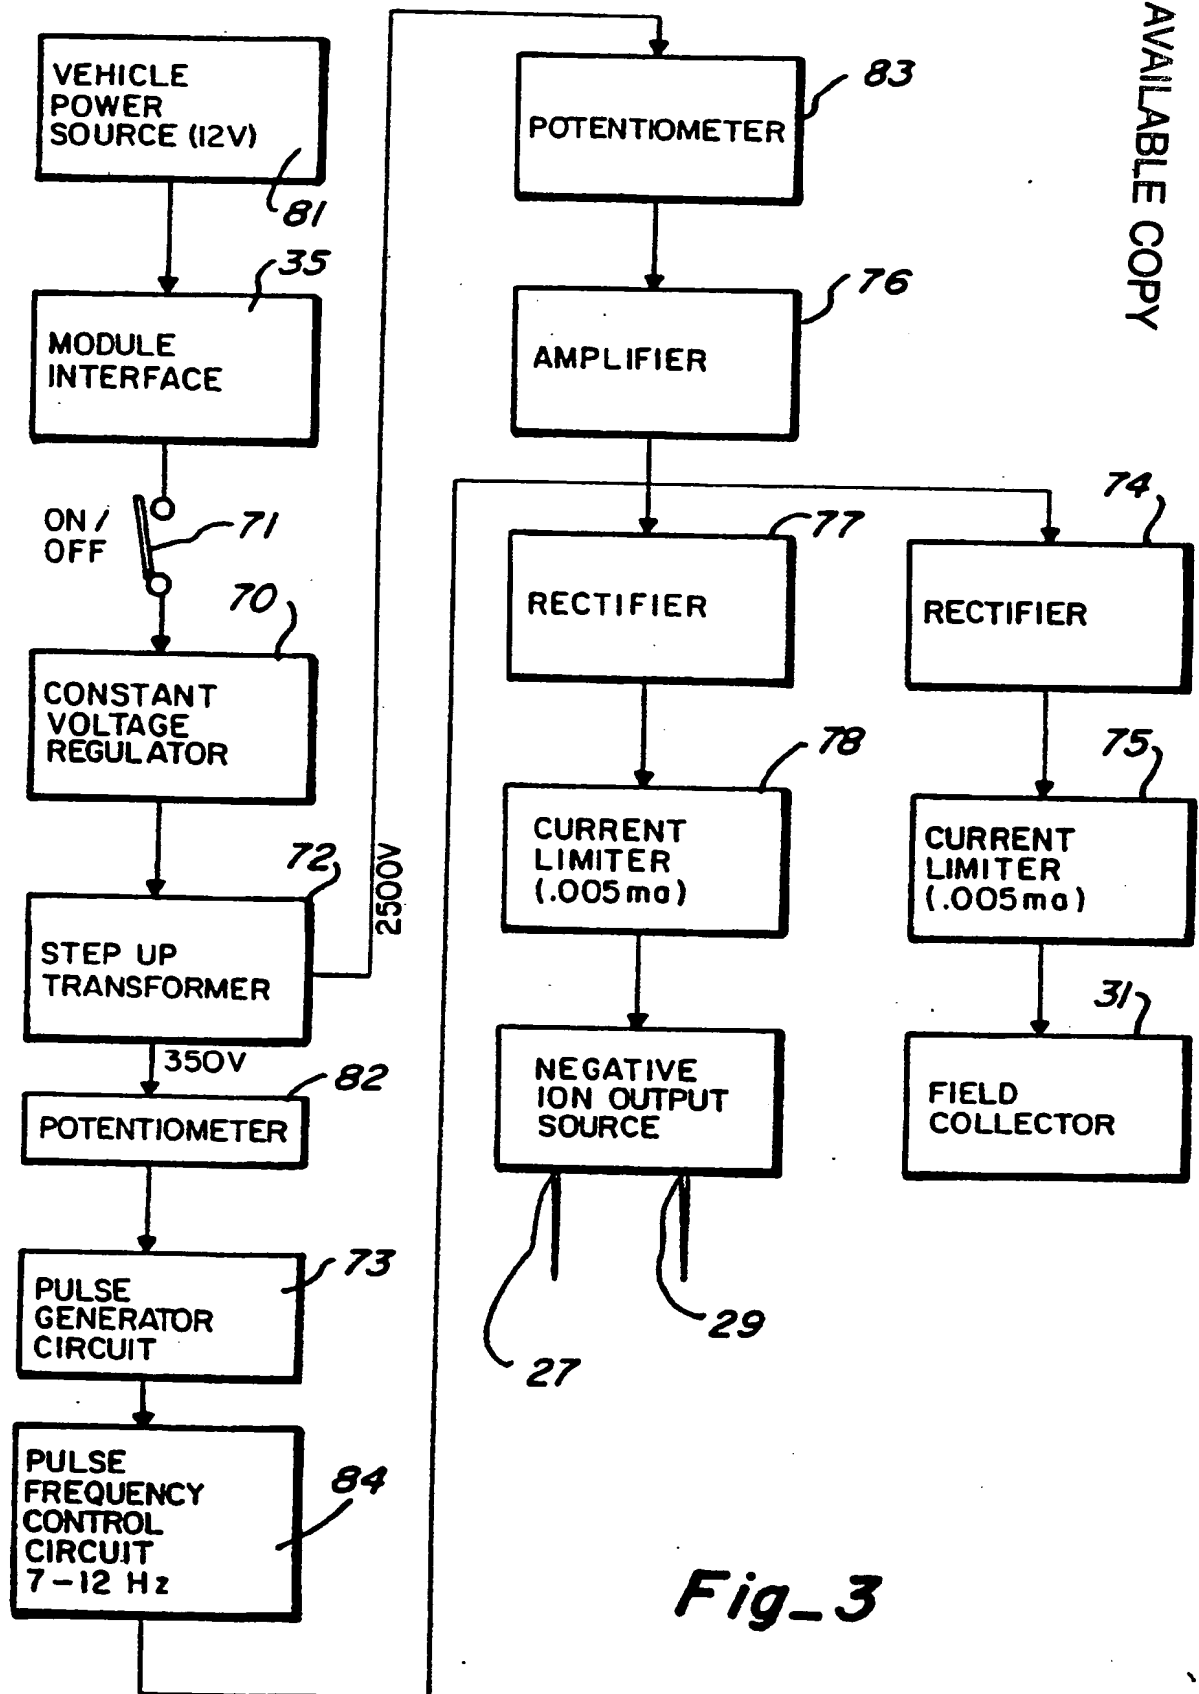 VEHICLE
POWER
SOURCE (12V)
81
35
MODULE
INTERFACE
ON /
OFF
71
70
CONSTANT
VOLTAGE
REGULATOR
72
STEP UP
TRANSFORMER
2500V
350V
82
POTENTIOMETER
73
PULSE
GENERATOR
CIRCUIT
PULSE
FREQUENCY
CONTROL
CIRCUIT
7-12 Hz
84
83
POTENTIOMETER
76
AMPLIFIER
77
RECTIFIER
78
CURRENT
LIMITER
(.005ma)
NEGATIVE
ION OUTPUT
SOURCE
27
29
74
RECTIFIER
75
CURRENT
LIMITER
(.005ma)
31
FIELD
COLLECTOR
AVAILABLE COPY
Fig_3